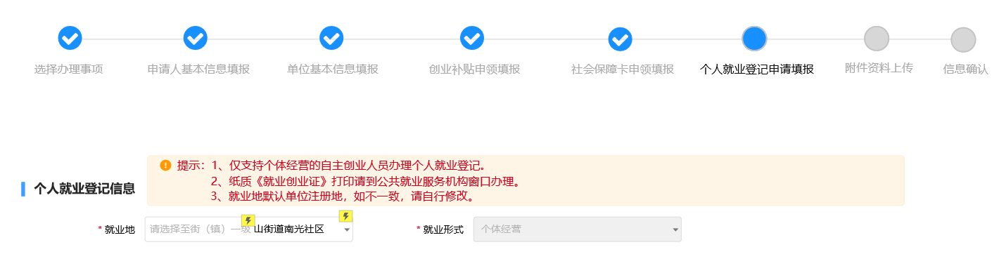 选择办理事项
申请人基本信息填报
单位基本信息填报
创业补贴申领填报
社会保障卡申领填报
个人就业登记申请填报
附件资料上传
信息确认
提示：1、仅支持个体经营的自主创业人员办理个人就业登记。
2、纸质《就业创业证》打印请到公共就业服务机构窗口办理。
3、就业地默认单位注册地，如不一致，请自行修改。
个人就业登记信息
* 就业地
请选择至街（镇）一级
山街道南光社区
* 就业形式
个体经营